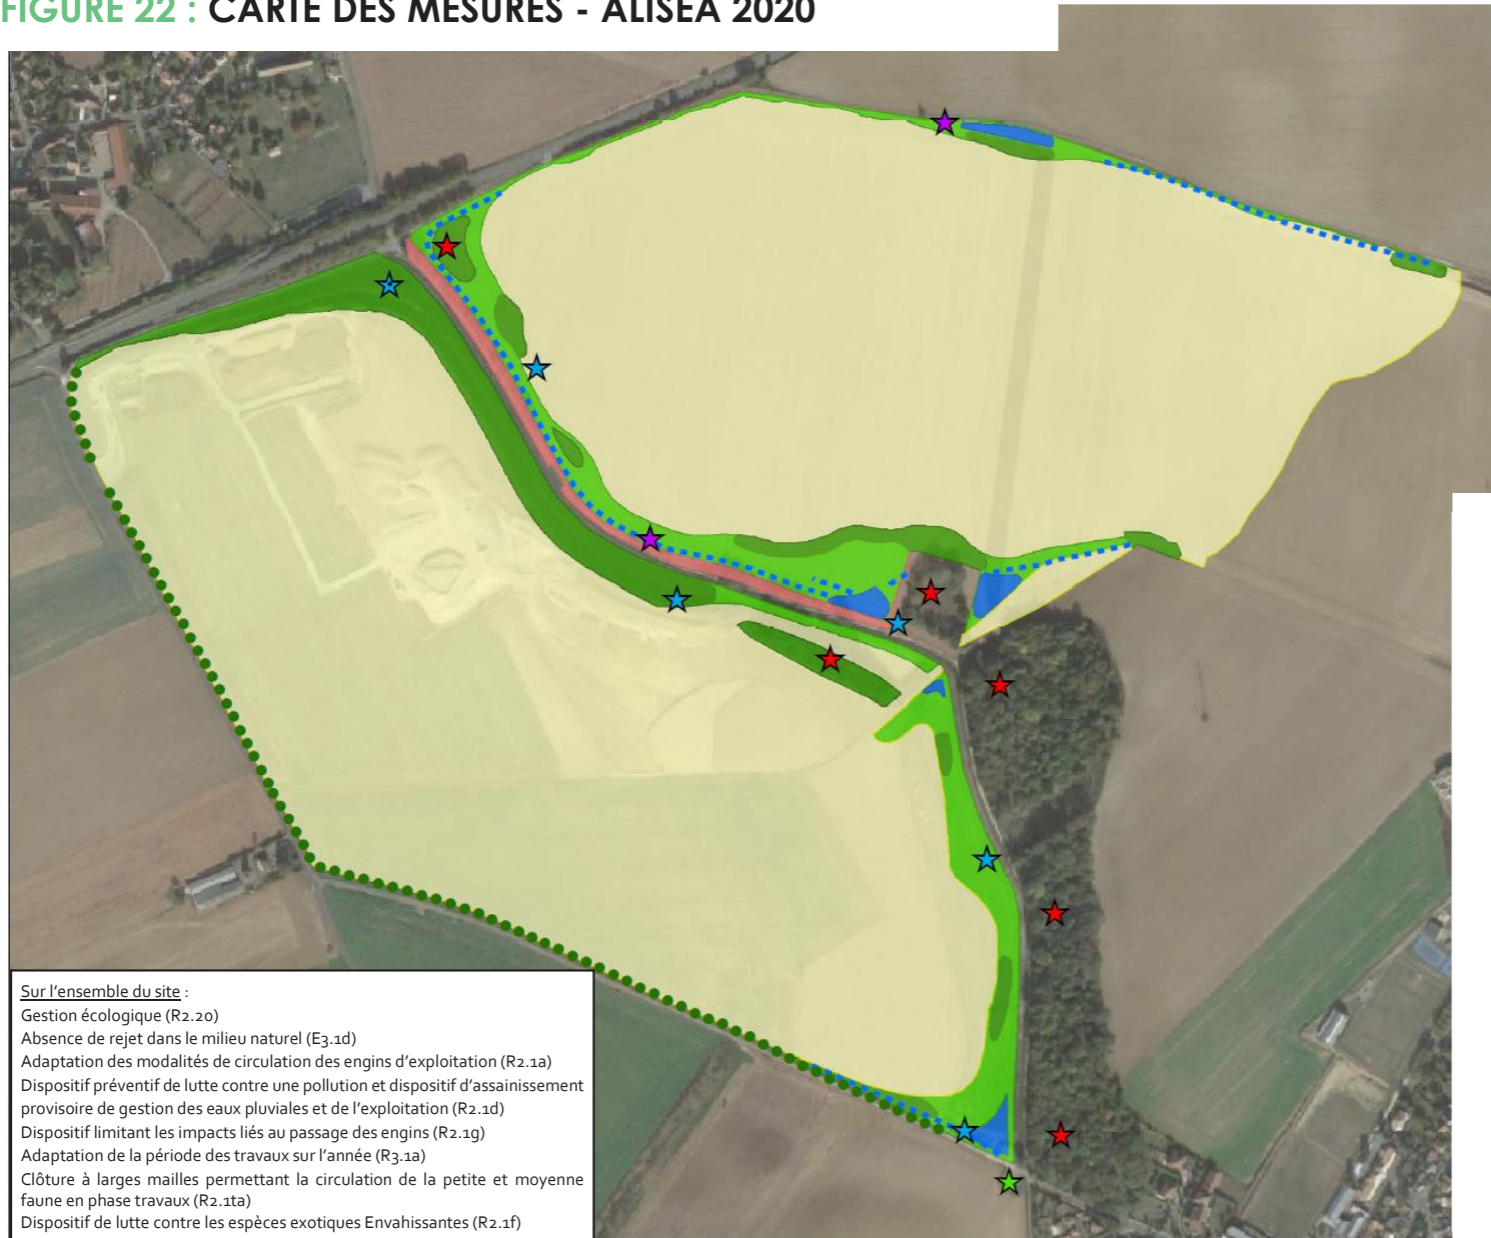 FIGURE 22 : CARTE DES MESURES - ALISEA 2020
Sur l'ensemble du site :
Gestion écologique (R2.20)
Absence de rejet dans le milieu naturel (E3.1d)
Adaptation des modalités de circulation des engins d'exploitation (R2.1a)
Dispositif préventif de lutte contre une pollution et dispositif d'assainissement
provisoire de gestion des eaux pluviales et de l'exploitation (R2.1d)
Dispositif limitant les impacts liés au passage des engins (R2.1g)
Adaptation de la période des travaux sur l'année (R3.1a)
Clôture à larges mailles permettant la circulation de la petite et moyenne
faune en phase travaux (R2.1ta)
Dispositif de lutte contre les espèces exotiques Envahissantes (R2.1f)